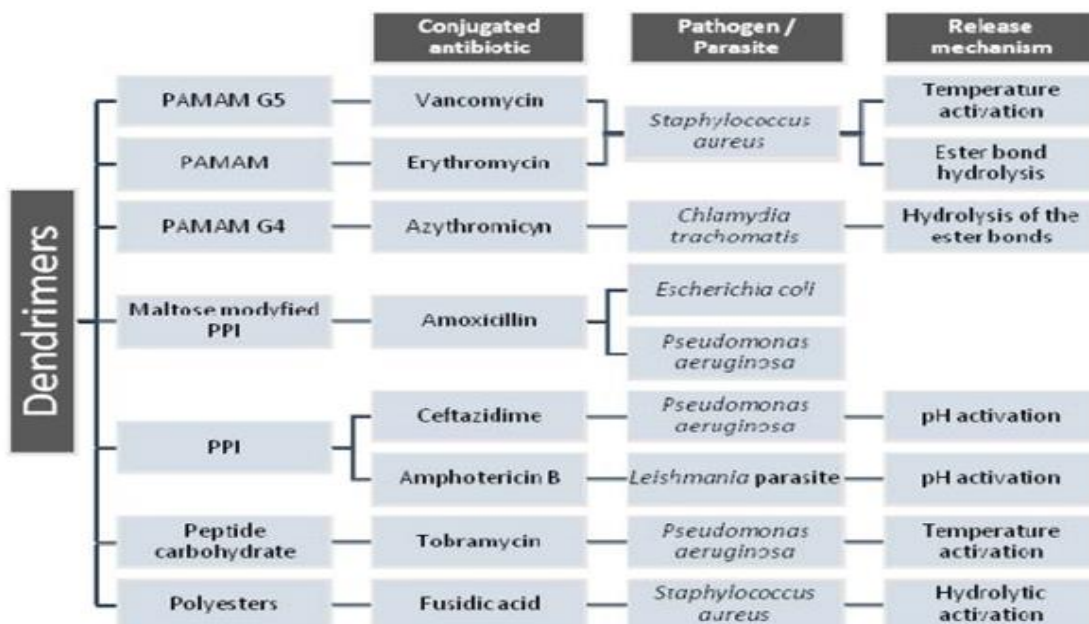 Conjugated
antibiotic
Pathogen /
Parasite
Release
mechanism
Dendrimers
PAMAM G5
Vancomycin
Staphylococcus
aureus
Temperature
activation
PAMAM
Erythromycin
Ester bond
hydrolysis
PAMAM G4
Azythromicyn
Chlamydia
trachomatis
Hydrolysis of the
ester bonds
Maltose modyfied
PPI
Amoxicillin
Escherichia coli
Pseudomonas
aeruginosa
PPI
Ceftazidime
Pseudomonas
aeruginosa
pH activation
Amphotericin B
Leishmania parasite
pH activation
Peptide
carbohydrate
Tobramycin
Pseudomonas
aeruginosa
Temperature
activation
Polyesters
Fusidic acid
Staphylococcus
aureus
Hydrolytic
activation